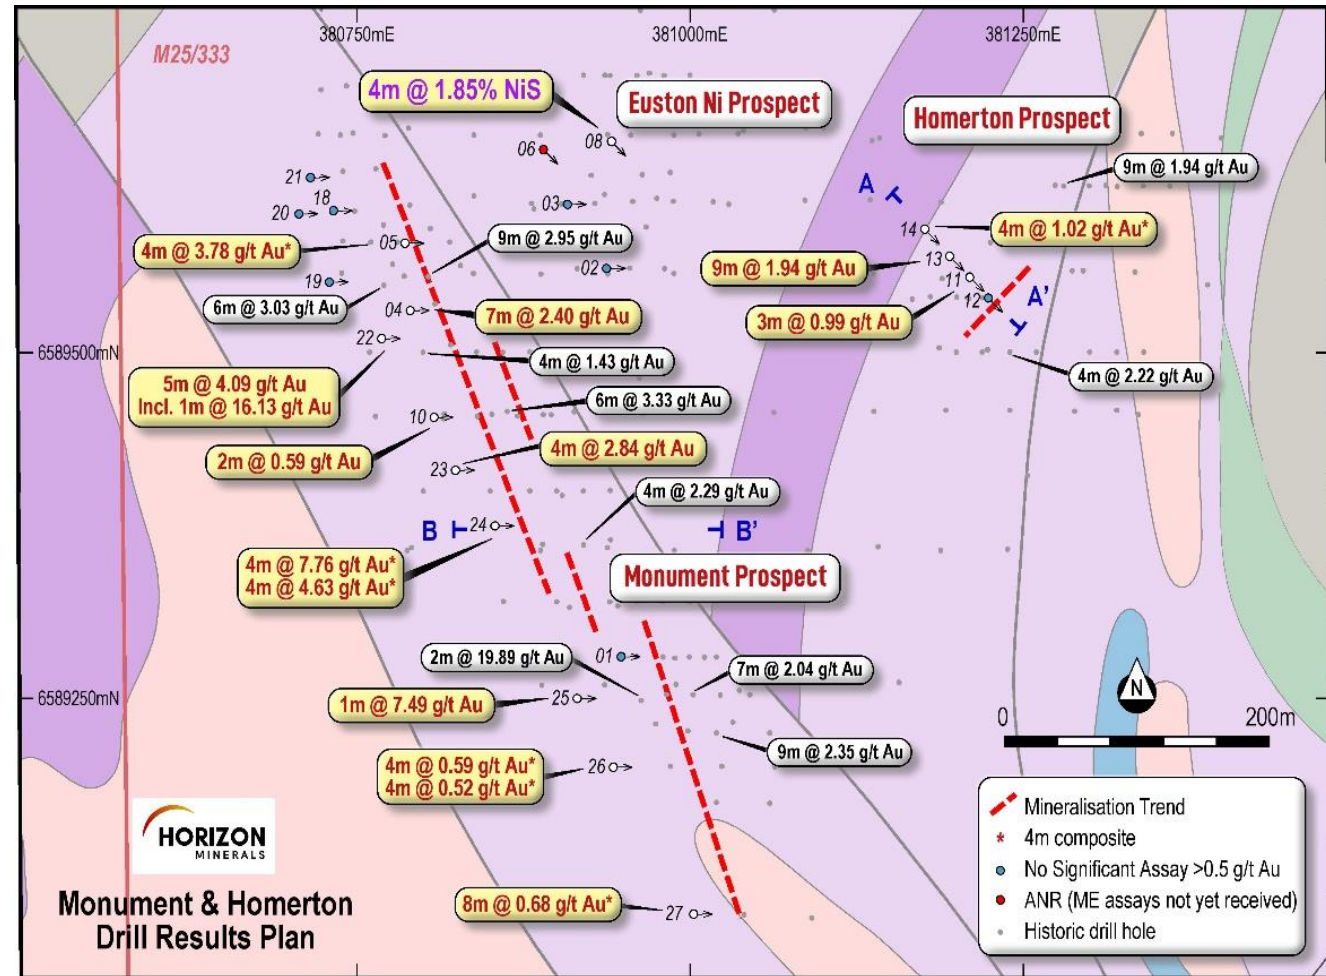 380750mE
381000mE
381250mE
M25/333
4m @ 1.85% NiS
Euston Ni Prospect
Homerton Prospect
08
06
9m @ 1.94 g/t Au
21
A
18
20
03
14
4m @ 1.02 g/t Au*
4m @ 3.78 g/t Au*
05
9m @ 2.95 g/t Au
13
9m @ 1.94 g/t Au
02
11
19
12
A'
6m @ 3.03 g/t Au
04
7m @ 2.40 g/t Au
3m @ 0.99 g/t Au
22
6589500mN
4m @ 1.43 g/t Au
4m @ 2.22 g/t Au
5m @ 4.09 g/t Au
Incl. 1m @ 16.13 g/t Au
6m @ 3.33 g/t Au
10
2m @ 0.59 g/t Au
4m @ 2.84 g/t Au
23
4m @ 2.29 g/t Au
B
24
B'
4m @ 7.76 g/t Au*
4m @ 4.63 g/t Au*
Monument Prospect
2m @ 19.89 g/t Au
01
7m @ 2.04 g/t Au
6589250mN
1m @ 7.49 g/t Au
25
N
0
200m
9m @ 2.35 g/t Au
4m @ 0.59 g/t Au*
4m @ 0.52 g/t Au*
26
Mineralisation Trend
* 4m composite
No Significant Assay >0.5 g/t Au
ANR (ME assays not yet received)
Historic drill hole
HORIZON
MINERALS
Monument & Homerton
Drill Results Plan
8m @ 0.68 g/t Au*
27